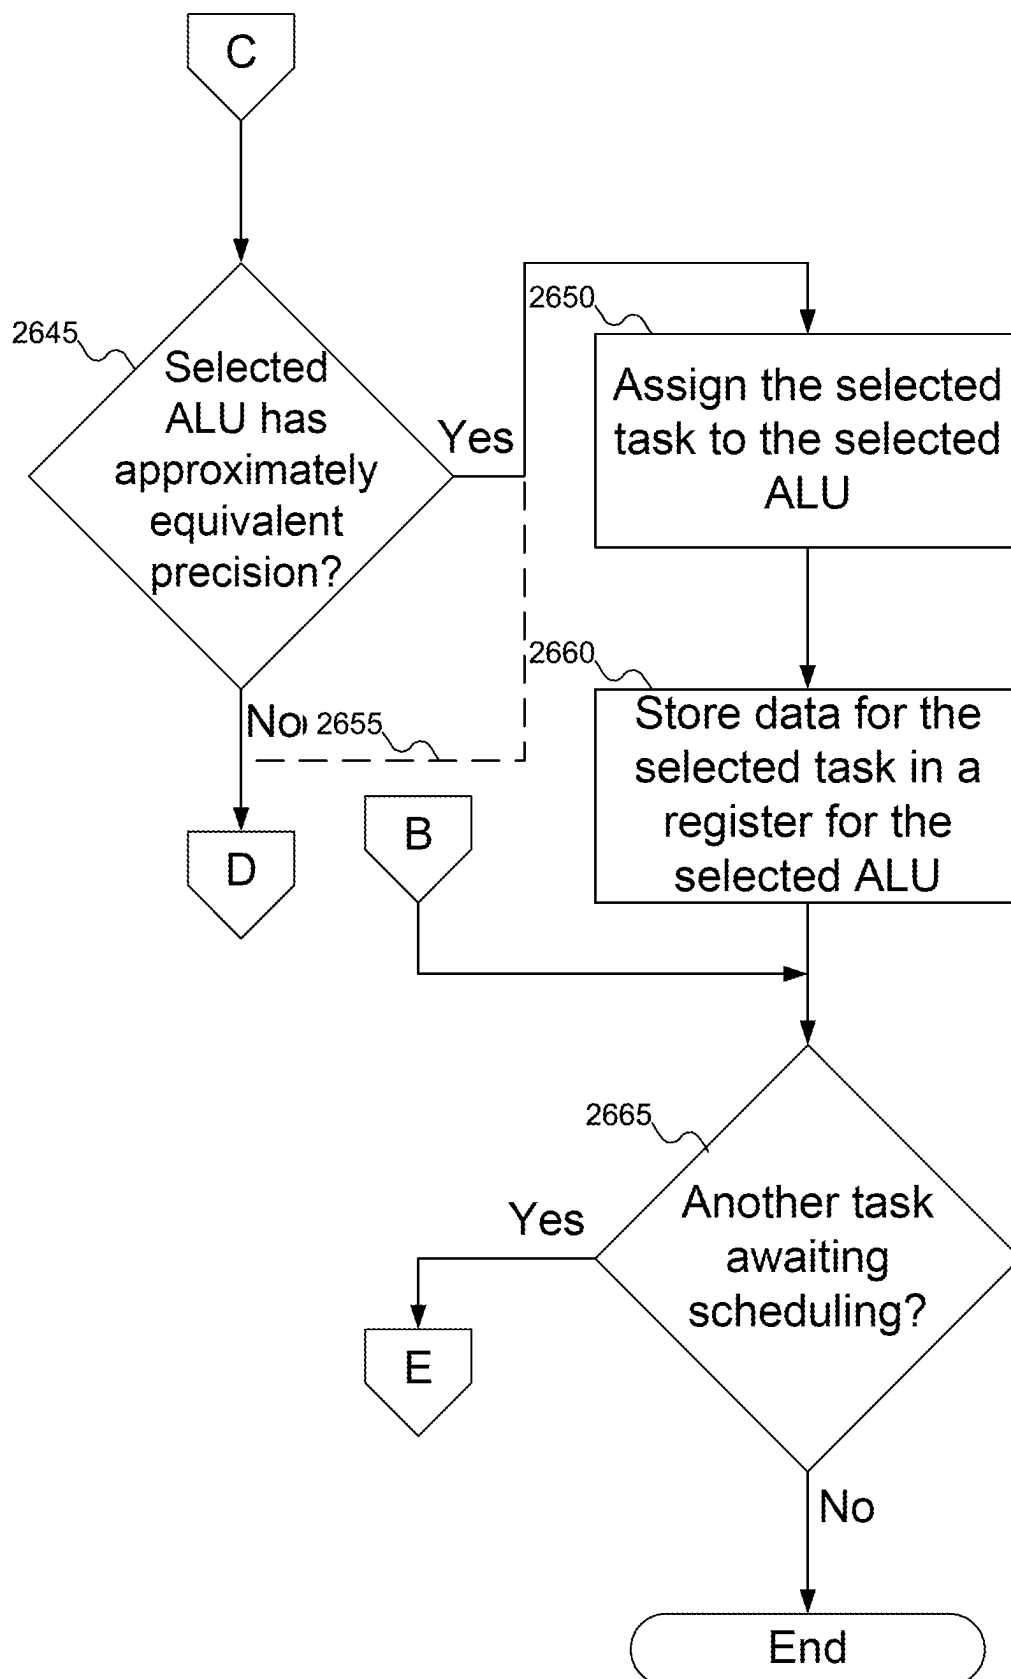 C
2645
Selected
ALU has
approximately
equivalent
precision?
Yes
2650
Assign the selected
task to the selected
ALU
No
2655
D
2660
Store data for the
selected task in a
register for the
selected ALU
B
2665
Another task
awaiting
scheduling?
Yes
E
No
End